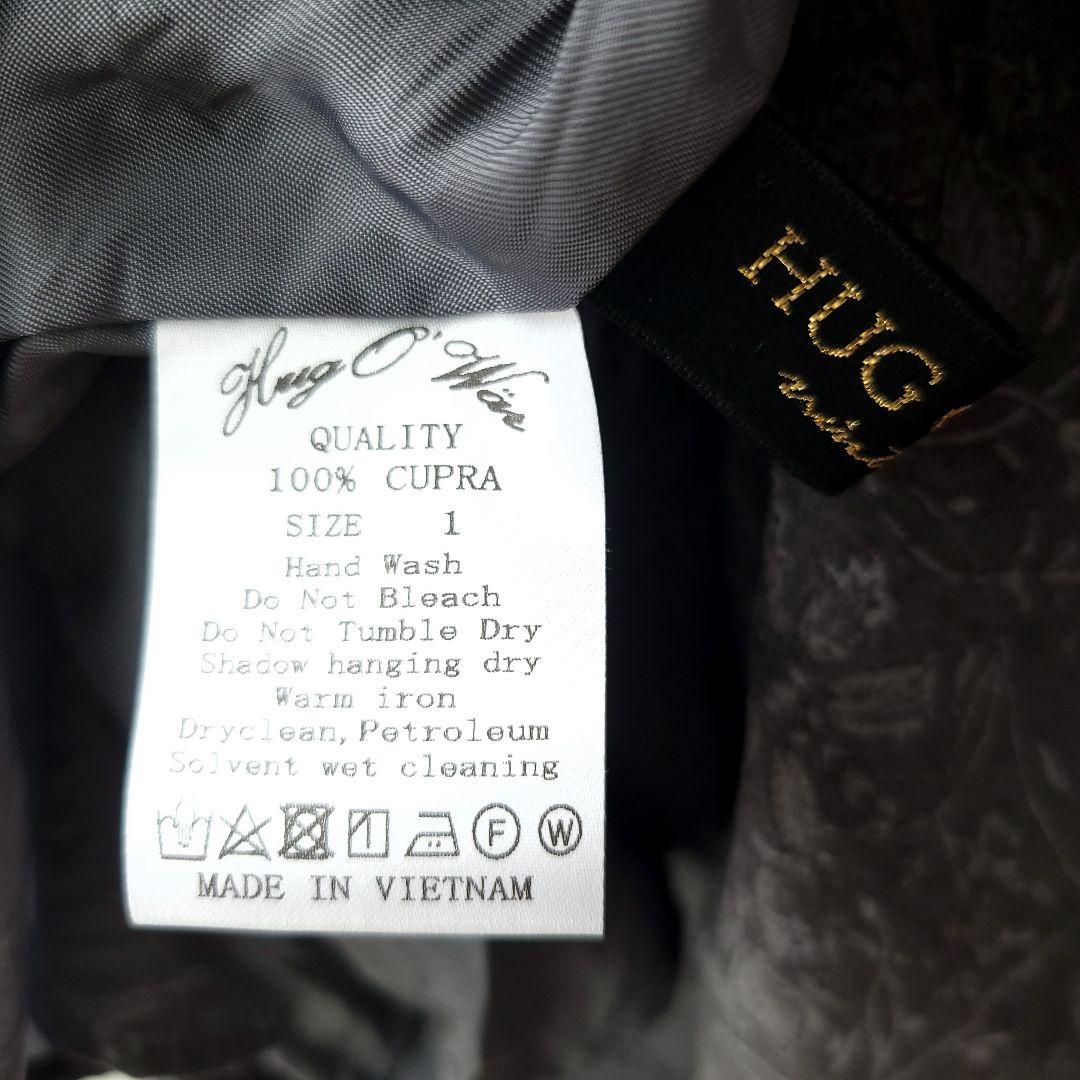 Hug O' Wär
QUALITY
100% CUPRA
SIZE 1
Hand Wash
Do Not Bleach
Do Not Tumble Dry
Shadow hanging dry
Warm iron
Dryclean,Petroleum
Solvent wet cleaning
F W
MADE IN VIETNAM
HUG